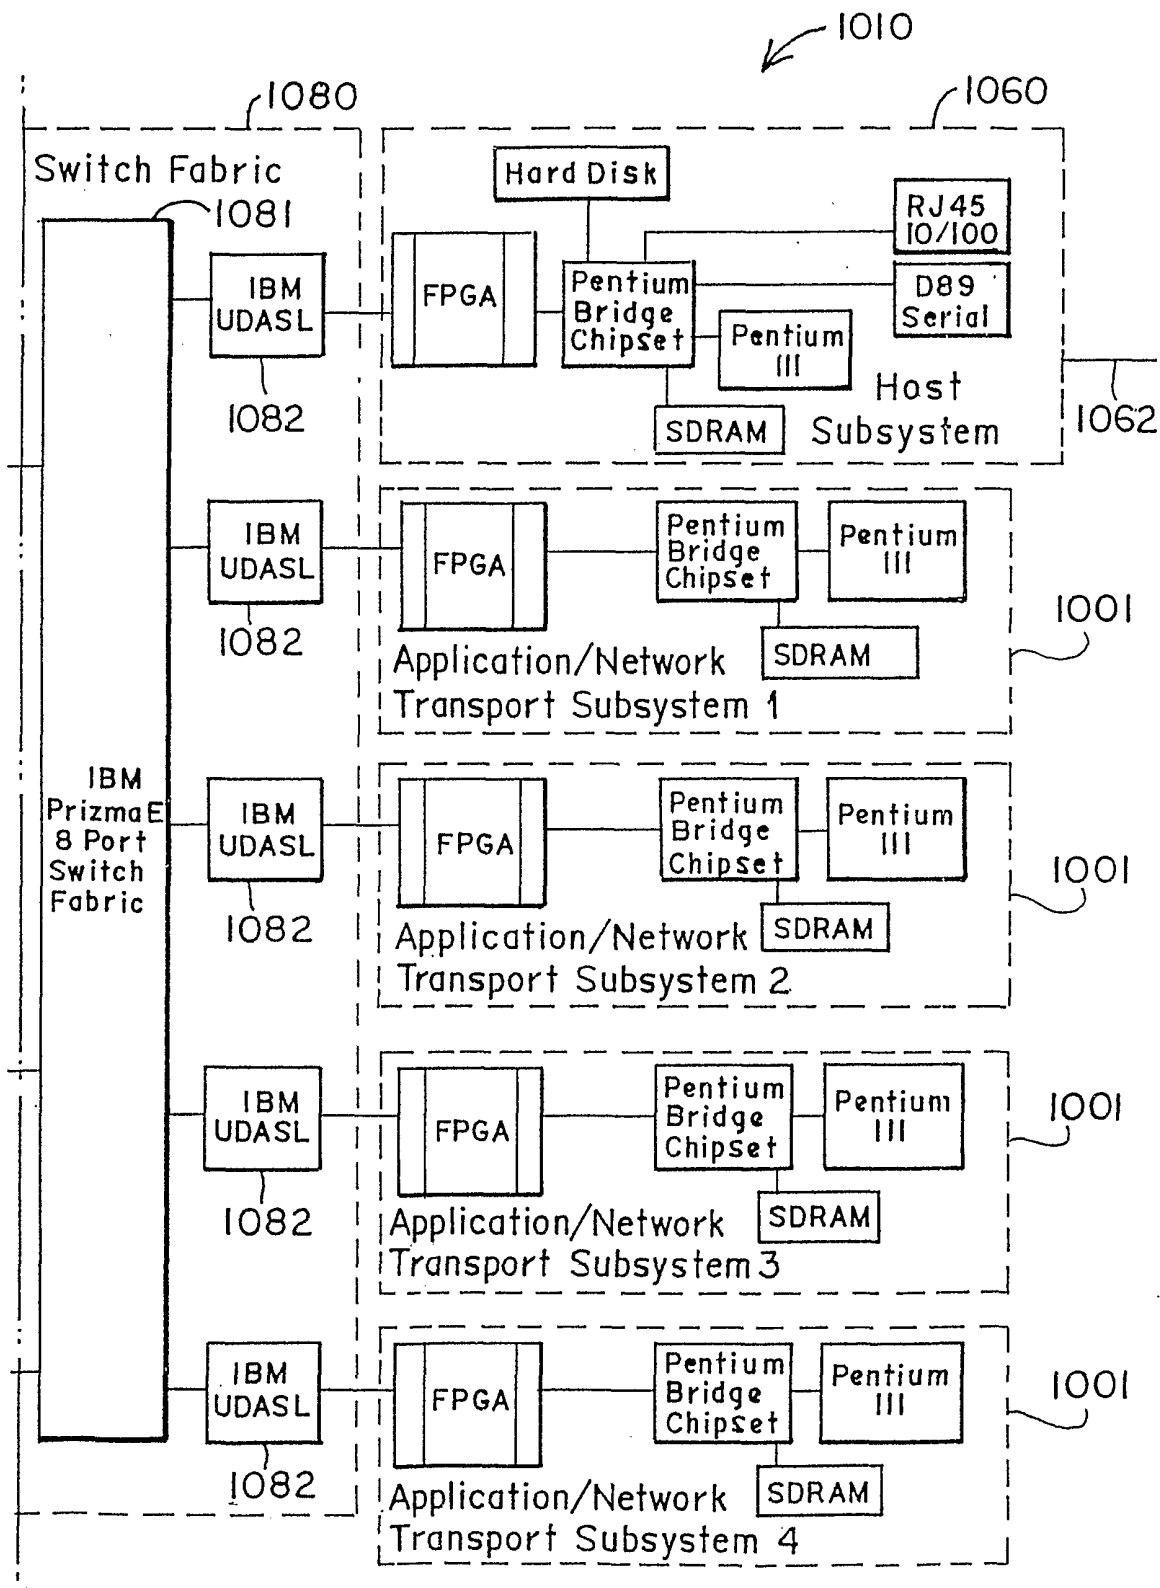 1010
1080
1060
Switch Fabric
1081
Hard Disk
RJ45
10/100
D89
Serial
IBM
UDASL
1082
FPGA
Pentium
Bridge
Chipset
Pentium
III
SDRAM
Host
Subsystem
1062
IBM
UDASL
1082
FPGA
Pentium
Bridge
Chipset
Pentium
III
SDRAM
Application/Network
Transport Subsystem 1
1001
IBM
PrizmaE
8 Port
Switch
Fabric
IBM
UDASL
1082
FPGA
Pentium
Bridge
Chipset
Pentium
III
SDRAM
Application/Network
Transport Subsystem 2
1001
IBM
UDASL
1082
FPGA
Pentium
Bridge
Chipset
Pentium
III
SDRAM
Application/Network
Transport Subsystem 3
1001
IBM
UDASL
1082
FPGA
Pentium
Bridge
Chipset
Pentium
III
SDRAM
Application/Network
Transport Subsystem 4
1001